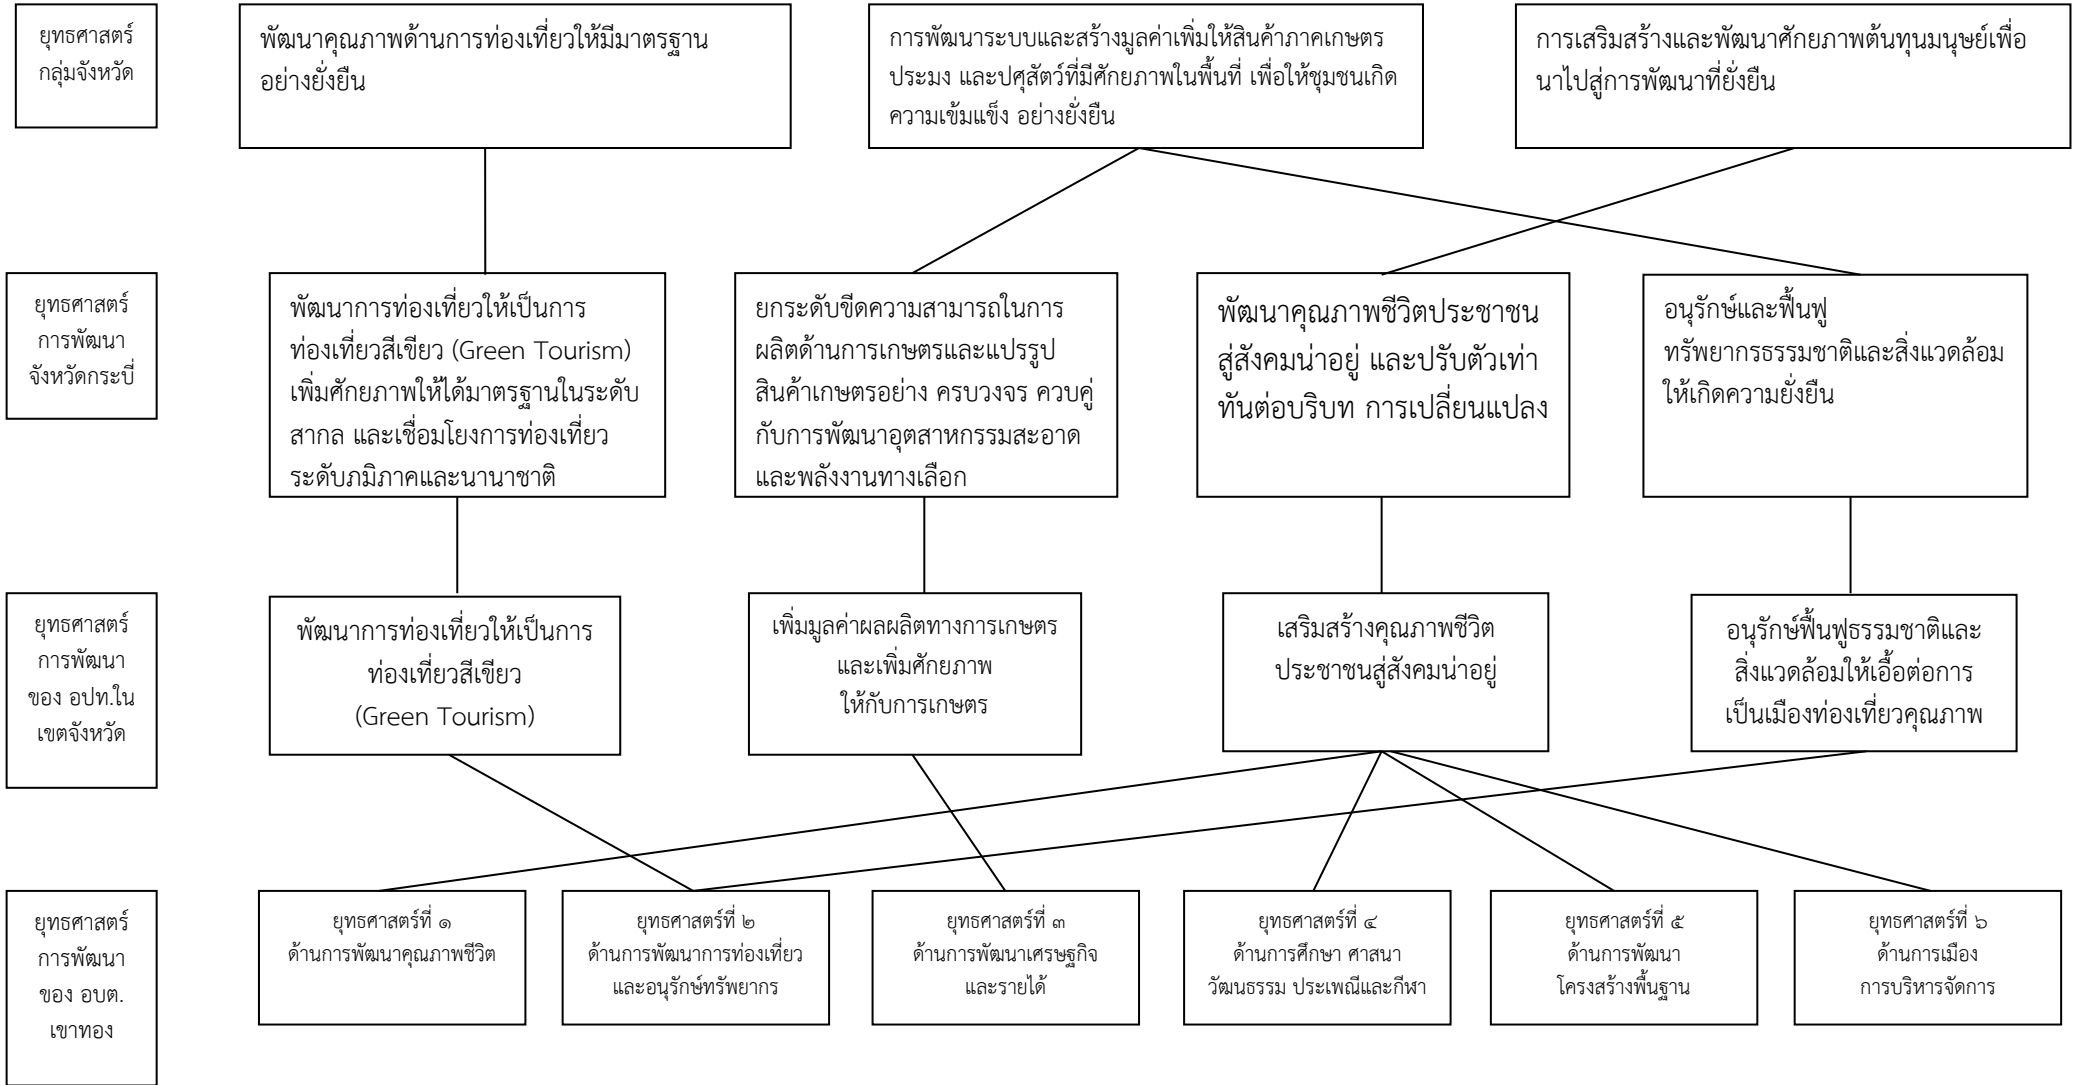 ยุทธศาสตร์
กลุ่มจังหวัด
พัฒนาคุณภาพด้านการท่องเที่ยวให้มีมาตรฐาน
อย่างยั่งยืน
การพัฒนาระบบและสร้างมูลค่าเพิ่มให้สินค้าภาคเกษตร
ประมง และปศุสัตว์ที่มีศักยภาพในพื้นที่ เพื่อให้ชุมชนเกิด
ความเข้มแข็ง อย่างยั่งยืน
การเสริมสร้างและพัฒนาศักยภาพต้นทุนมนุษย์เพื่อ
นาไปสู่การพัฒนาที่ยั่งยืน
ยุทธศาสตร์
การพัฒนา
จังหวัดกระบี่
พัฒนาการท่องเที่ยวให้เป็นการ
ท่องเที่ยวสีเขียว (Green Tourism)
เพิ่มศักยภาพให้ได้มาตรฐานในระดับ
สากล และเชื่อมโยงการท่องเที่ยว
ระดับภมิภาคและนานาชาติ
ยกระดับขีดความสามารถในการ
ผลิตด้านการเกษตรและแปรรูป
สินค้าเกษตรอย่าง ครบวงจร ควบคู่
กับการพัฒนาอุตสาหกรรมสะอาด
และพลังงานทางเลือก
พัฒนาคุณภาพชีวิตประชาชน
สู่สังคมน่าอยู่ และปรับตัวเท่า
ทันต่อบริบท การเปลี่ยนแปลง
อนุรักษ์และฟื้นฟู
ทรัพยากรธรรมชาติและสิ่งแวดล้อม
ให้เกิดความยั่งยืน
ยุทธศาสตร์
การพัฒนา
ของ อปท.ใน
เขตจังหวัด
พัฒนาการท่องเที่ยวให้เป็นการ
ท่องเที่ยวสีเขียว
(Green Tourism)
เพิ่มมูลค่าผลผลิตทางการเกษตร
และเพิ่มศักยภาพ
ให้กับการเกษตร
เสริมสร้างคุณภาพชีวิต
ประชาชนสู่สังคมน่าอยู่
อนุรักษ์ฟื้นฟูธรรมชาติและ
สิ่งแวดล้อมให้เอื้อต่อการ
เป็นเมืองท่องเที่ยวคุณภาพ
ยุทธศาสตร์
การพัฒนา
ของ อบต.
เขาทอง
ยุทธศาสตร์ที่ ๑
ด้านการพัฒนาคุณภาพชีวิต
ยุทธศาสตร์ที่ ๒
ด้านการพัฒนาการท่องเที่ยว
และอนุรักษ์ทรัพยากร
ยุทธศาสตร์ที่ ๓
ด้านการพัฒนาเศรษฐกิจ
และรายได้
ยุทธศาสตร์ที่ ๔
ด้านการศึกษา ศาสนา
วัฒนธรรม ประเพณีและกีฬา
ยุทธศาสตร์ที่ ๕
ด้านการพัฒนา
โครงสร้างพื้นฐาน
ยุทธศาสตร์ที่ ๖
ด้านการเมือง
การบริหารจัดการ